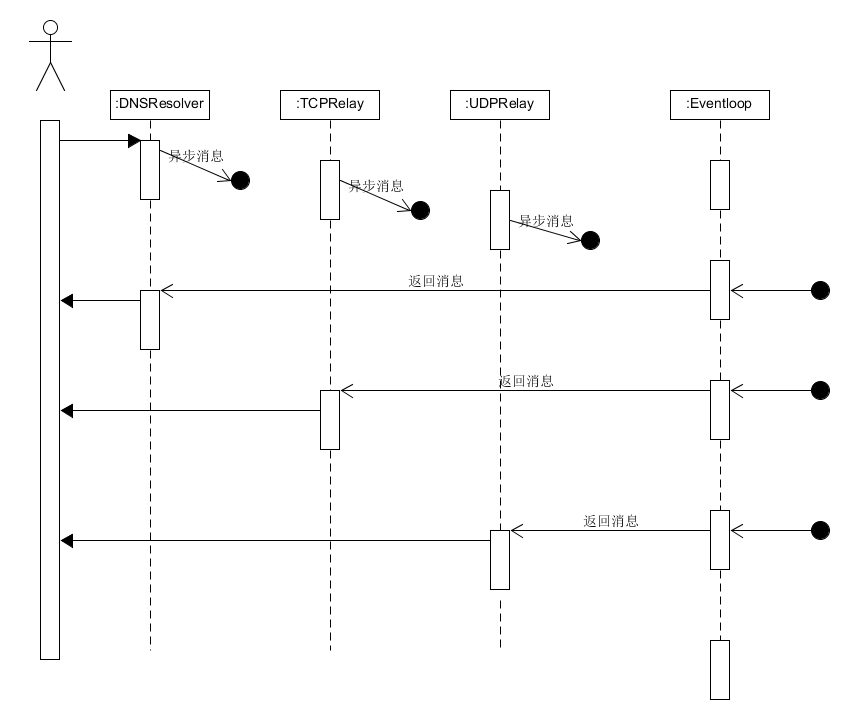 :DNSResolver
:TCPRelay
:UDPRelay
:Eventloop
异步消息
异步消息
异步消息
返回消息
返回消息
返回消息